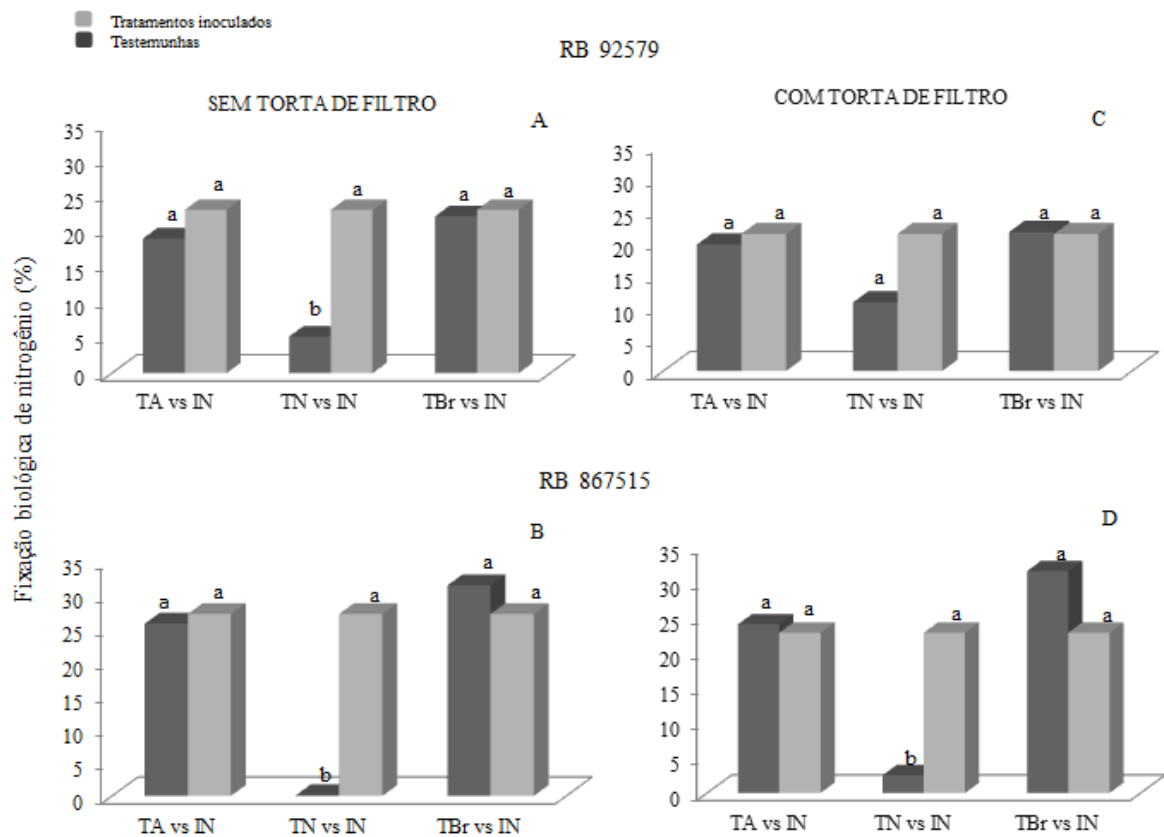 Tratamentos inoculados
Testemunhas
RB 92579
SEM TORTA DE FILTRO
COM TORTA DE FILTRO
Fixação biológica de nitrogênio (%)
A
35
30
25
20
15
10
5
0
a
a
b
a
a
a
TA vs IN
TN vs IN
TBr vs IN
C
35
30
25
20
15
10
5
0
a
a
a
a
a
a
TA vs IN
TN vs IN
TBr vs IN
RB 867515
B
35
30
25
20
15
10
5
0
a
a
b
a
a
a
TA vs IN
TN vs IN
TBr vs IN
D
35
30
25
20
15
10
5
0
a
a
b
a
a
a
TA vs IN
TN vs IN
TBr vs IN